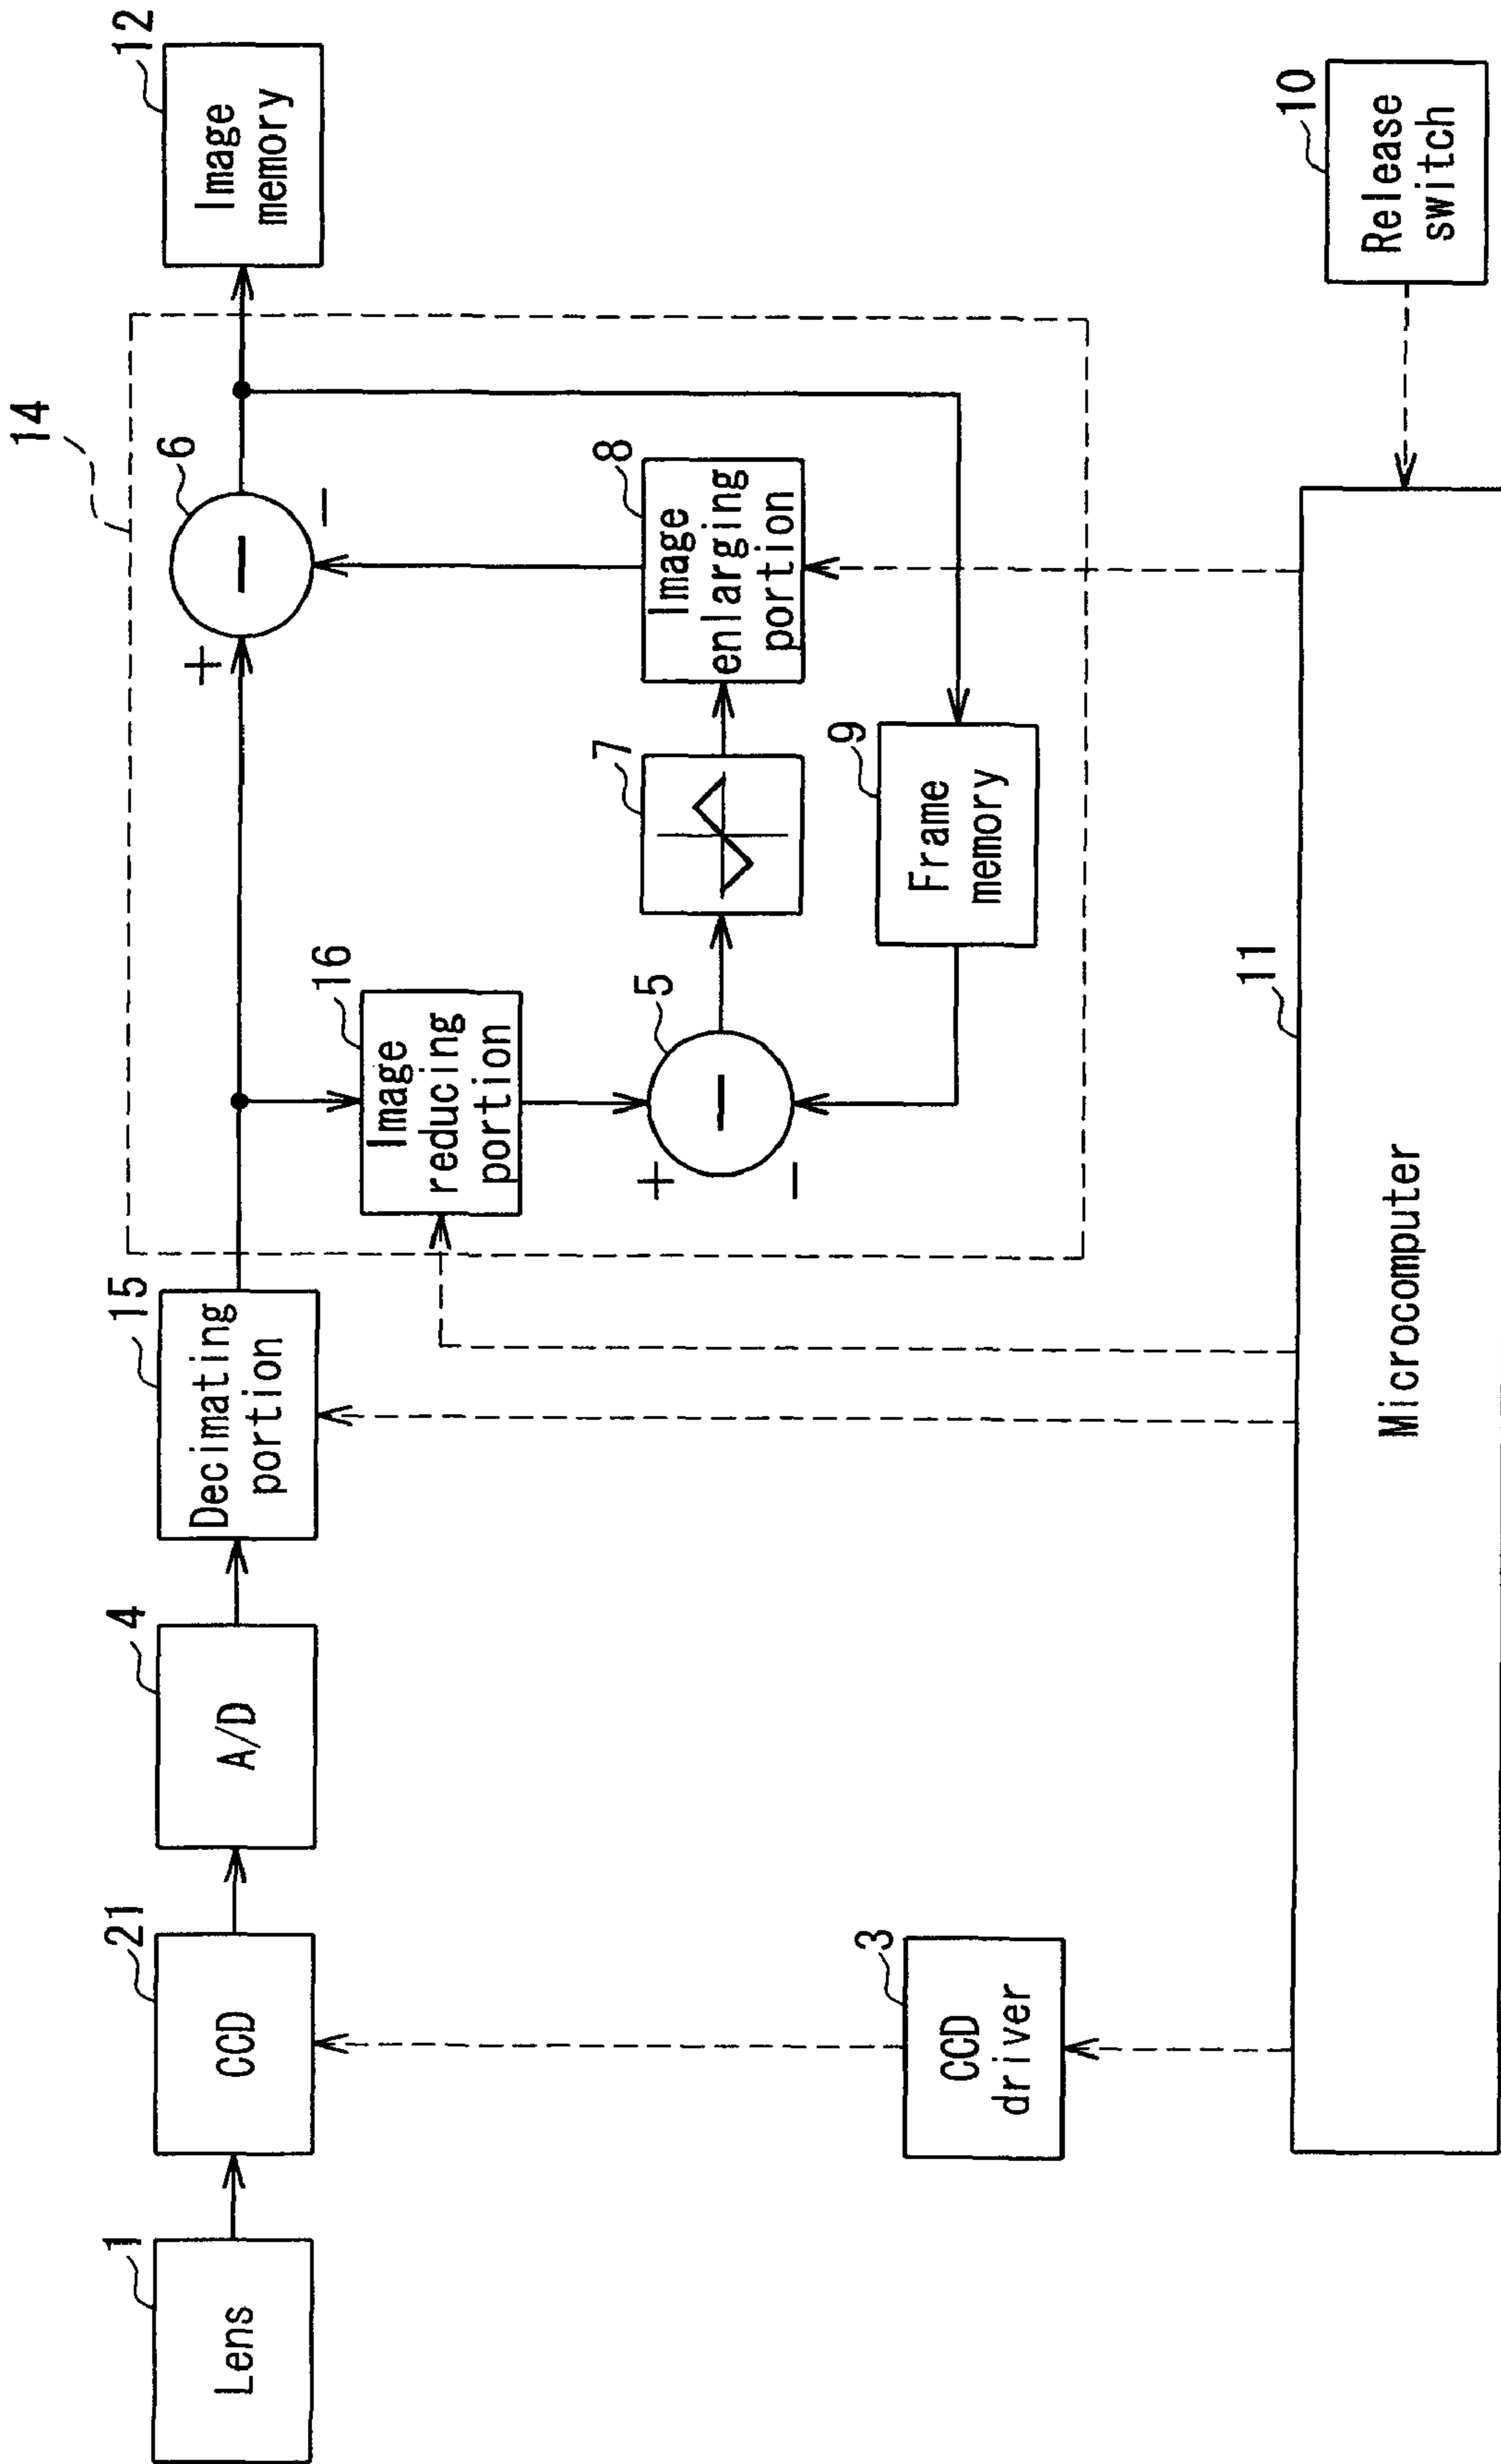 1
Lens
21
CCD
4
A/D
15
Decimating
portion
14
6
+
−
−
12
Image
memory
16
Image
reducing
portion
5
+
−
−
7
8
Image
enlarging
portion
9
Frame
memory
3
CCD
driver
11
Microcomputer
10
Release
switch